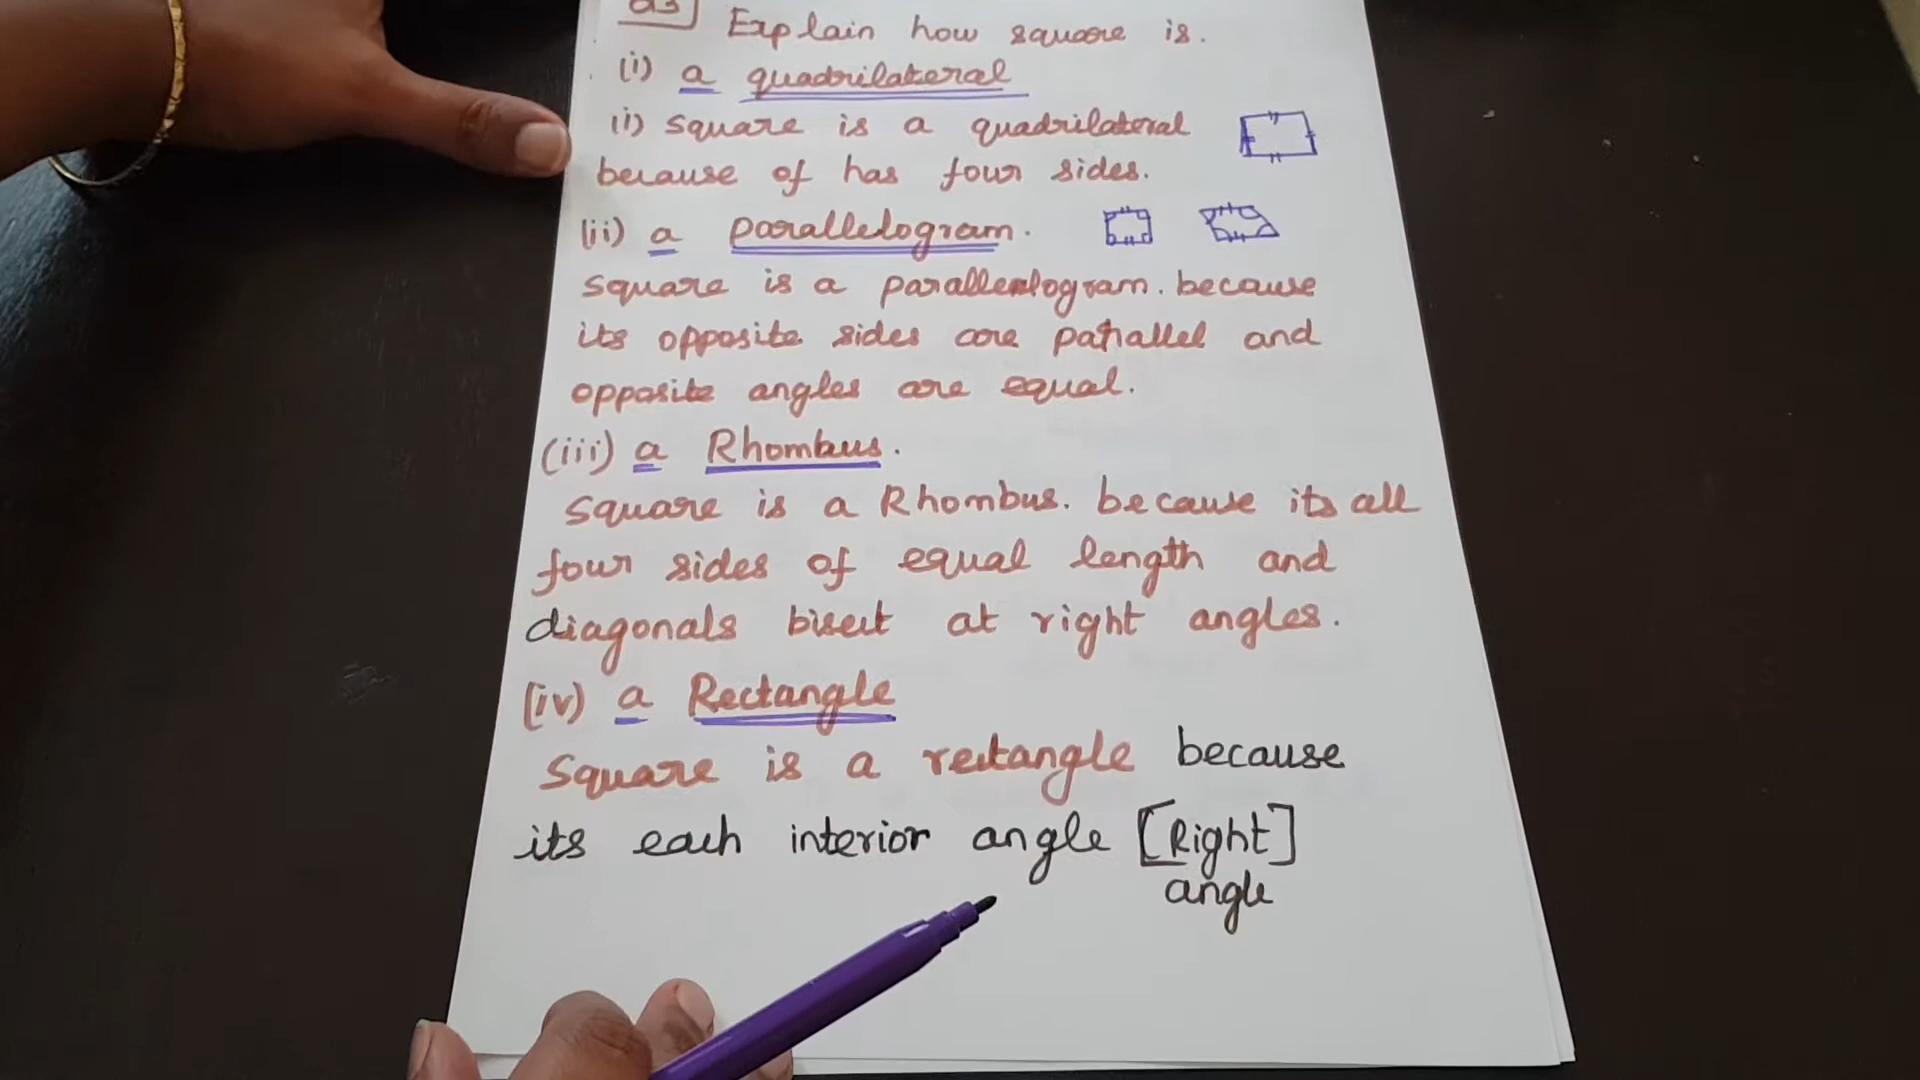 Q3 Explain how square is.
(i) a quadrilateral
(i) square is a quadrilateral
because of has four sides.
(ii) a parallelogram.
square is a parallelogram. because
its opposite sides are parallel and
opposite angles are equal.
(iii) a Rhombus.
square is a Rhombus. because its all
four sides of equal length and
diagonals bisect at right angles.
(iv) a Rectangle
square is a rectangle because
its each interior angle [Right]
angle